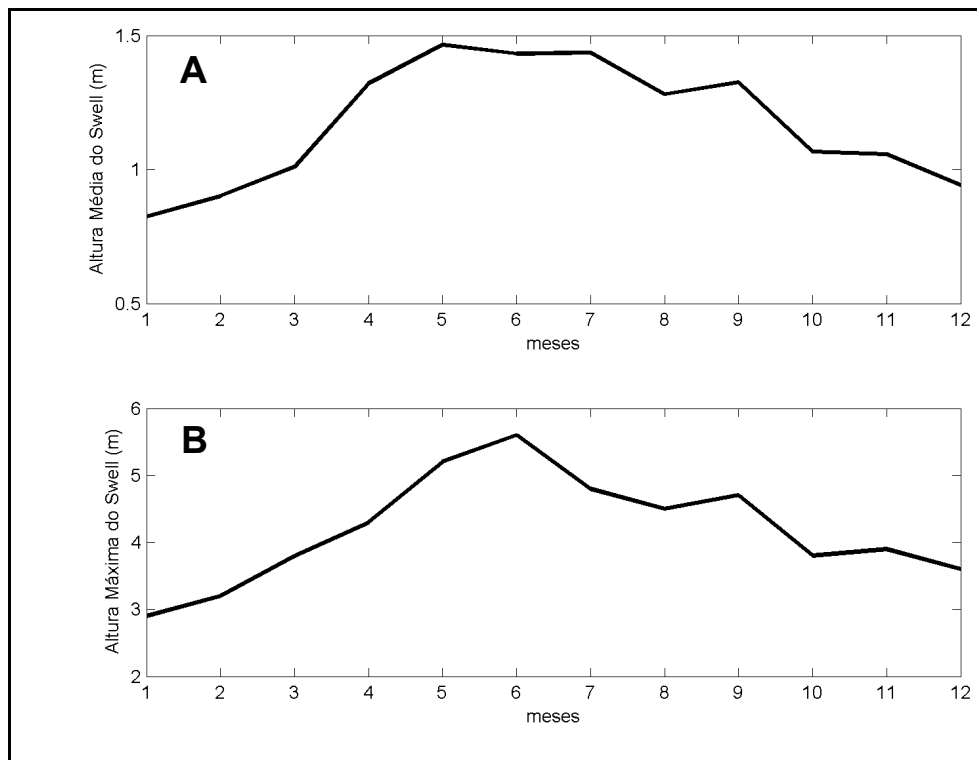 A
Altura Média do Swell (m)
1.5
1
0.5
1 2 3 4 5 6 7 8 9 10 11 12
meses
B
Altura Máxima do Swell (m)
6
5
4
3
2
1 2 3 4 5 6 7 8 9 10 11 12
meses